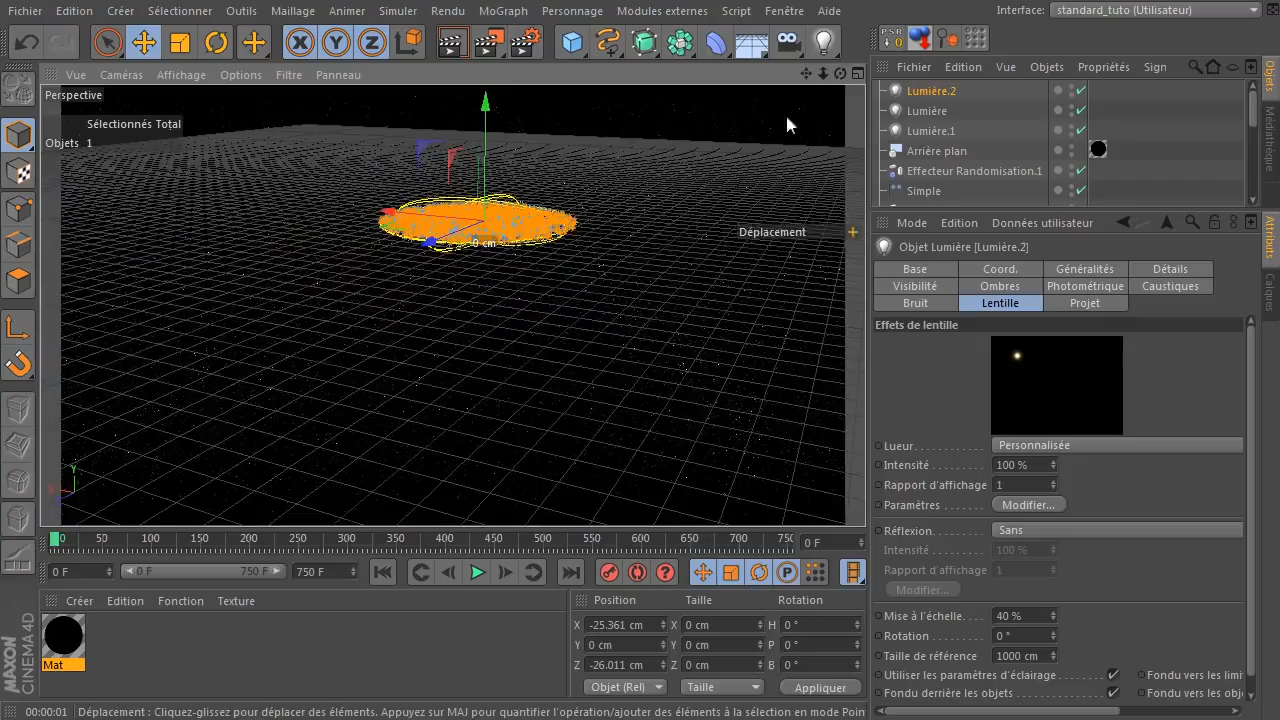 Fichier Edition Créer Sélectionner Outils Maillage Animer Simuler Rendu MoGraph Personnage Modules externes Script Fenêtre Aide
Interface: standard_tuto (Utilisateur)
PSR
0
Vue Caméras Affichage Options Filtre Panneau
Fichier Edition Vue Objets Propriétés Sign
Perspective
Sélectionnés Total
Objets 1
Déplacement
0 cm
Y
X
Lumière.2
Lumière
Lumière.1
Arrière plan
Effecteur Randomisation.1
Simple
Objets
Médiathèque
Mode Edition Données utilisateur
Objet Lumière [Lumière.2]
Base Coord. Généralités Détails
Visibilité Ombres Photométrique Caustiques
Bruit Lentille Projet
Attributs
Calques
Effets de lentille
Lueur Personnalisée
Intensité 100 %
Rapport d'affichage 1
Paramètres Modifier...
Réflexion Sans
Intensité 100 %
Rapport d'affichage 1
Modifier...
Mise à l'échelle 40 %
Rotation 0 °
Taille de référence 1000 cm
Utiliser les paramètres d'éclairage Fondu vers les limi
Fondu derrière les objets Fondu vers les obj
0 50 100 150 200 250 300 350 400 450 500 550 600 650 700 750 0 F
0 F 0 F 750 F 750 F
Créer Edition Fonction Texture
Mat
Position Taille Rotation
X -25.361 cm X 0 cm H 0 °
Y 0 cm Y 0 cm P 0 °
Z -26.011 cm Z 0 cm B 0 °
Objet (Rel) Taille Appliquer
MAXON
CINEMA 4D
00:00:01 Déplacement : Cliquez-glissez pour déplacer des éléments. Appuyez sur MAJ pour quantifier l'opération/ajouter des éléments à la sélection en mode Poin